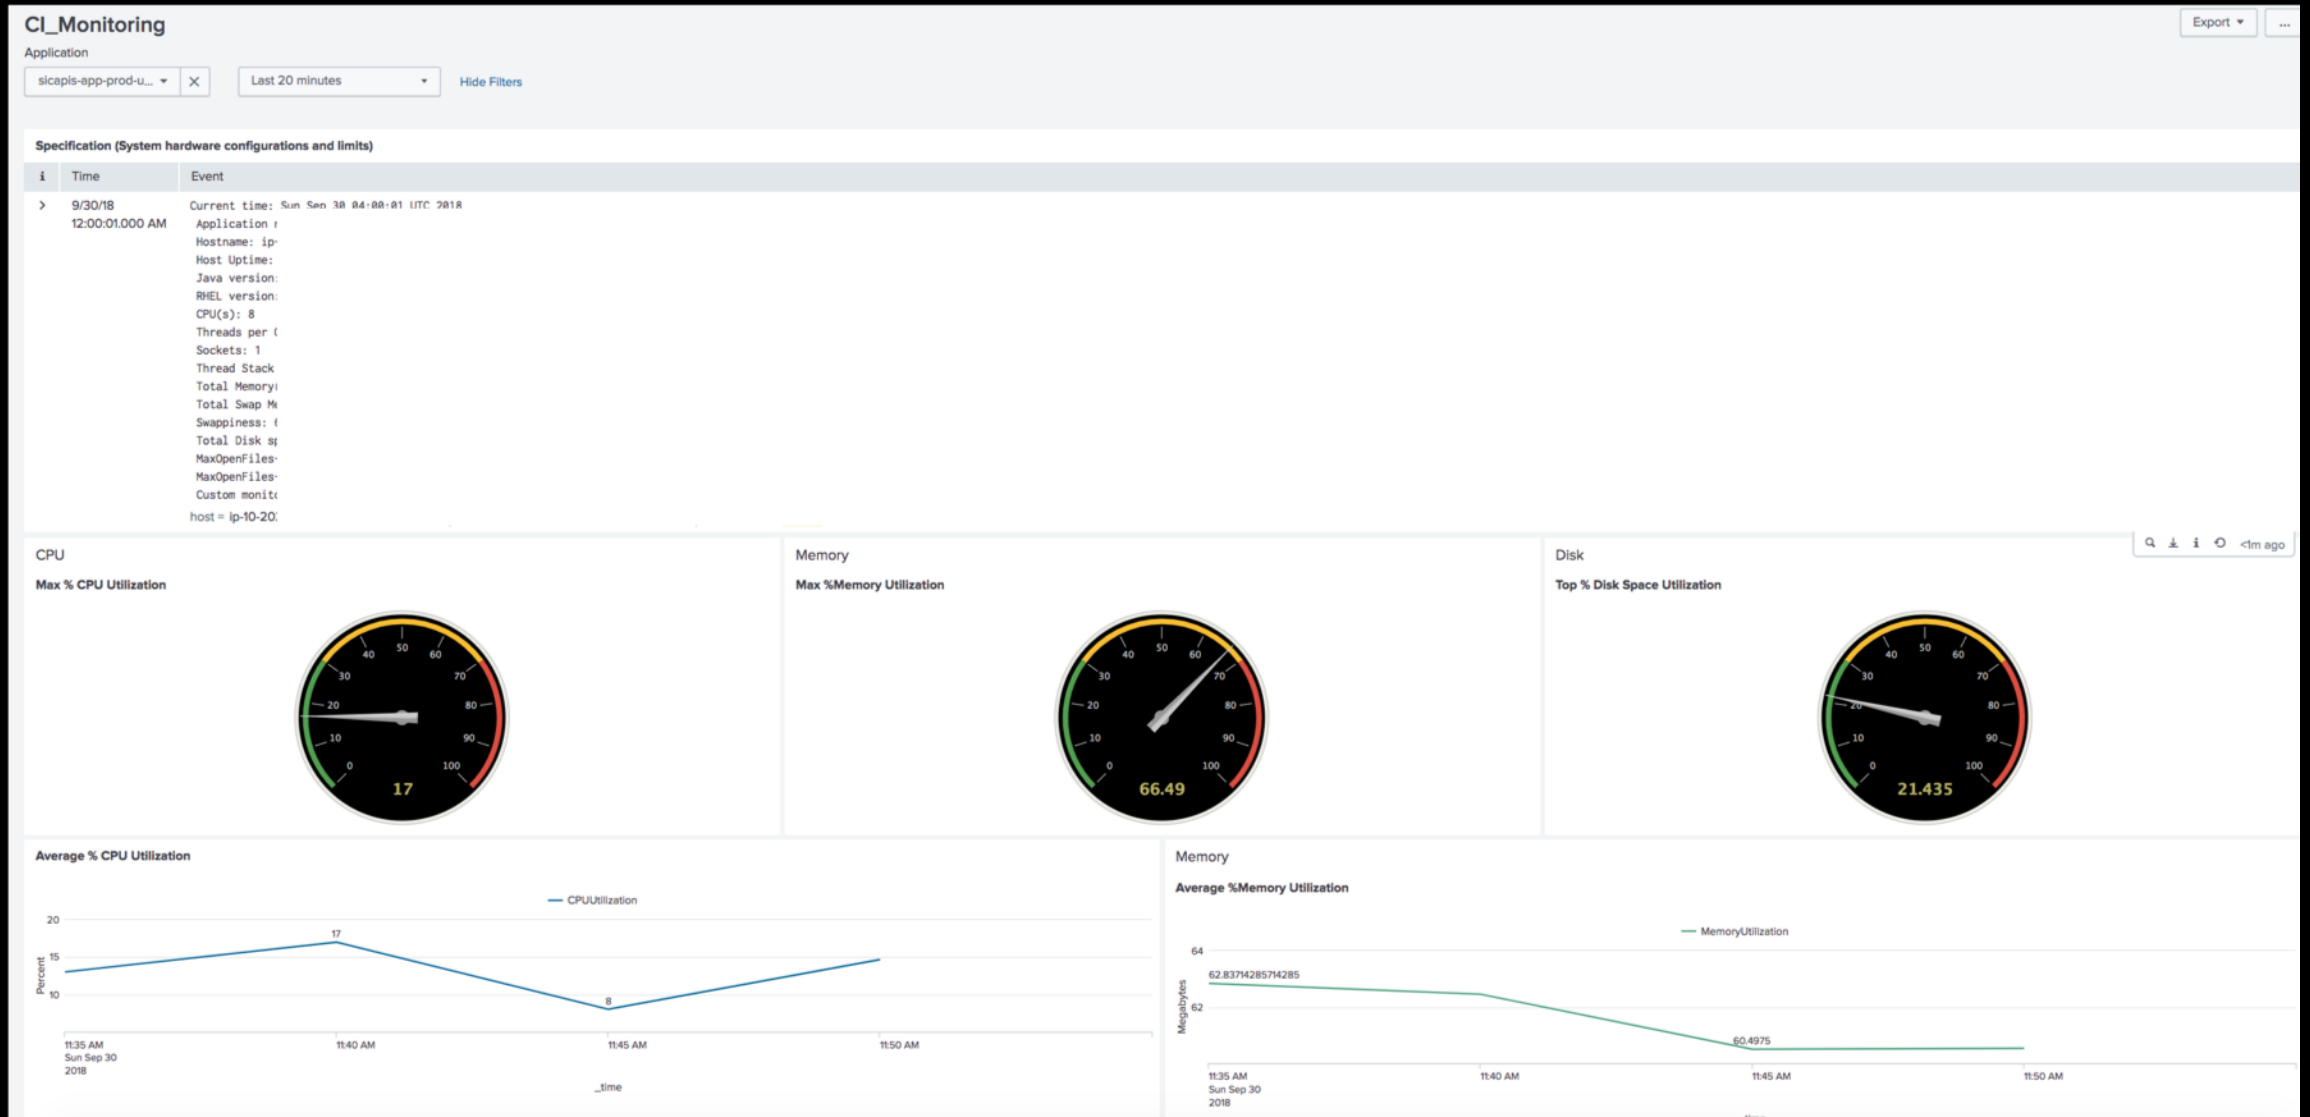 CI_Monitoring
Export
...
Application
sicapis-app-prod-u...
Last 20 minutes
Hide Filters
Specification (System hardware configurations and limits)
i Time Event
9/30/18 Current time: Sun Sep 30 04:00:01 UTC 2018
12:00:01.000 AM Application
Hostname: ip-
Host Uptime:
Java version:
RHEL version:
CPU(s): 8
Threads per
Sockets: 1
Thread Stack
Total Memory
Total Swap
Swappiness:
Total Disk
MaxOpenFiles-
MaxOpenFiles-
Custom
host = ip-10-20
CPU
Max % CPU Utilization
0 10 20 30 40 50 60 70 80 90 100
17
Memory
Max %Memory Utilization
0 10 20 30 40 50 60 70 80 90 100
66.49
Disk
<1m ago
Top % Disk Space Utilization
0 10 20 30 40 50 60 70 80 90 100
21.435
Average % CPU Utilization
CPUUtilization
20
15
10
Percent
17
8
11:35 AM 11:40 AM 11:45 AM 11:50 AM
Sun Sep 30
2018
_time
Memory
Average %Memory Utilization
MemoryUtilization
64
62
Megabytes
62.83714285714285
60.4975
11:35 AM 11:40 AM 11:45 AM 11:50 AM
Sun Sep 30
2018